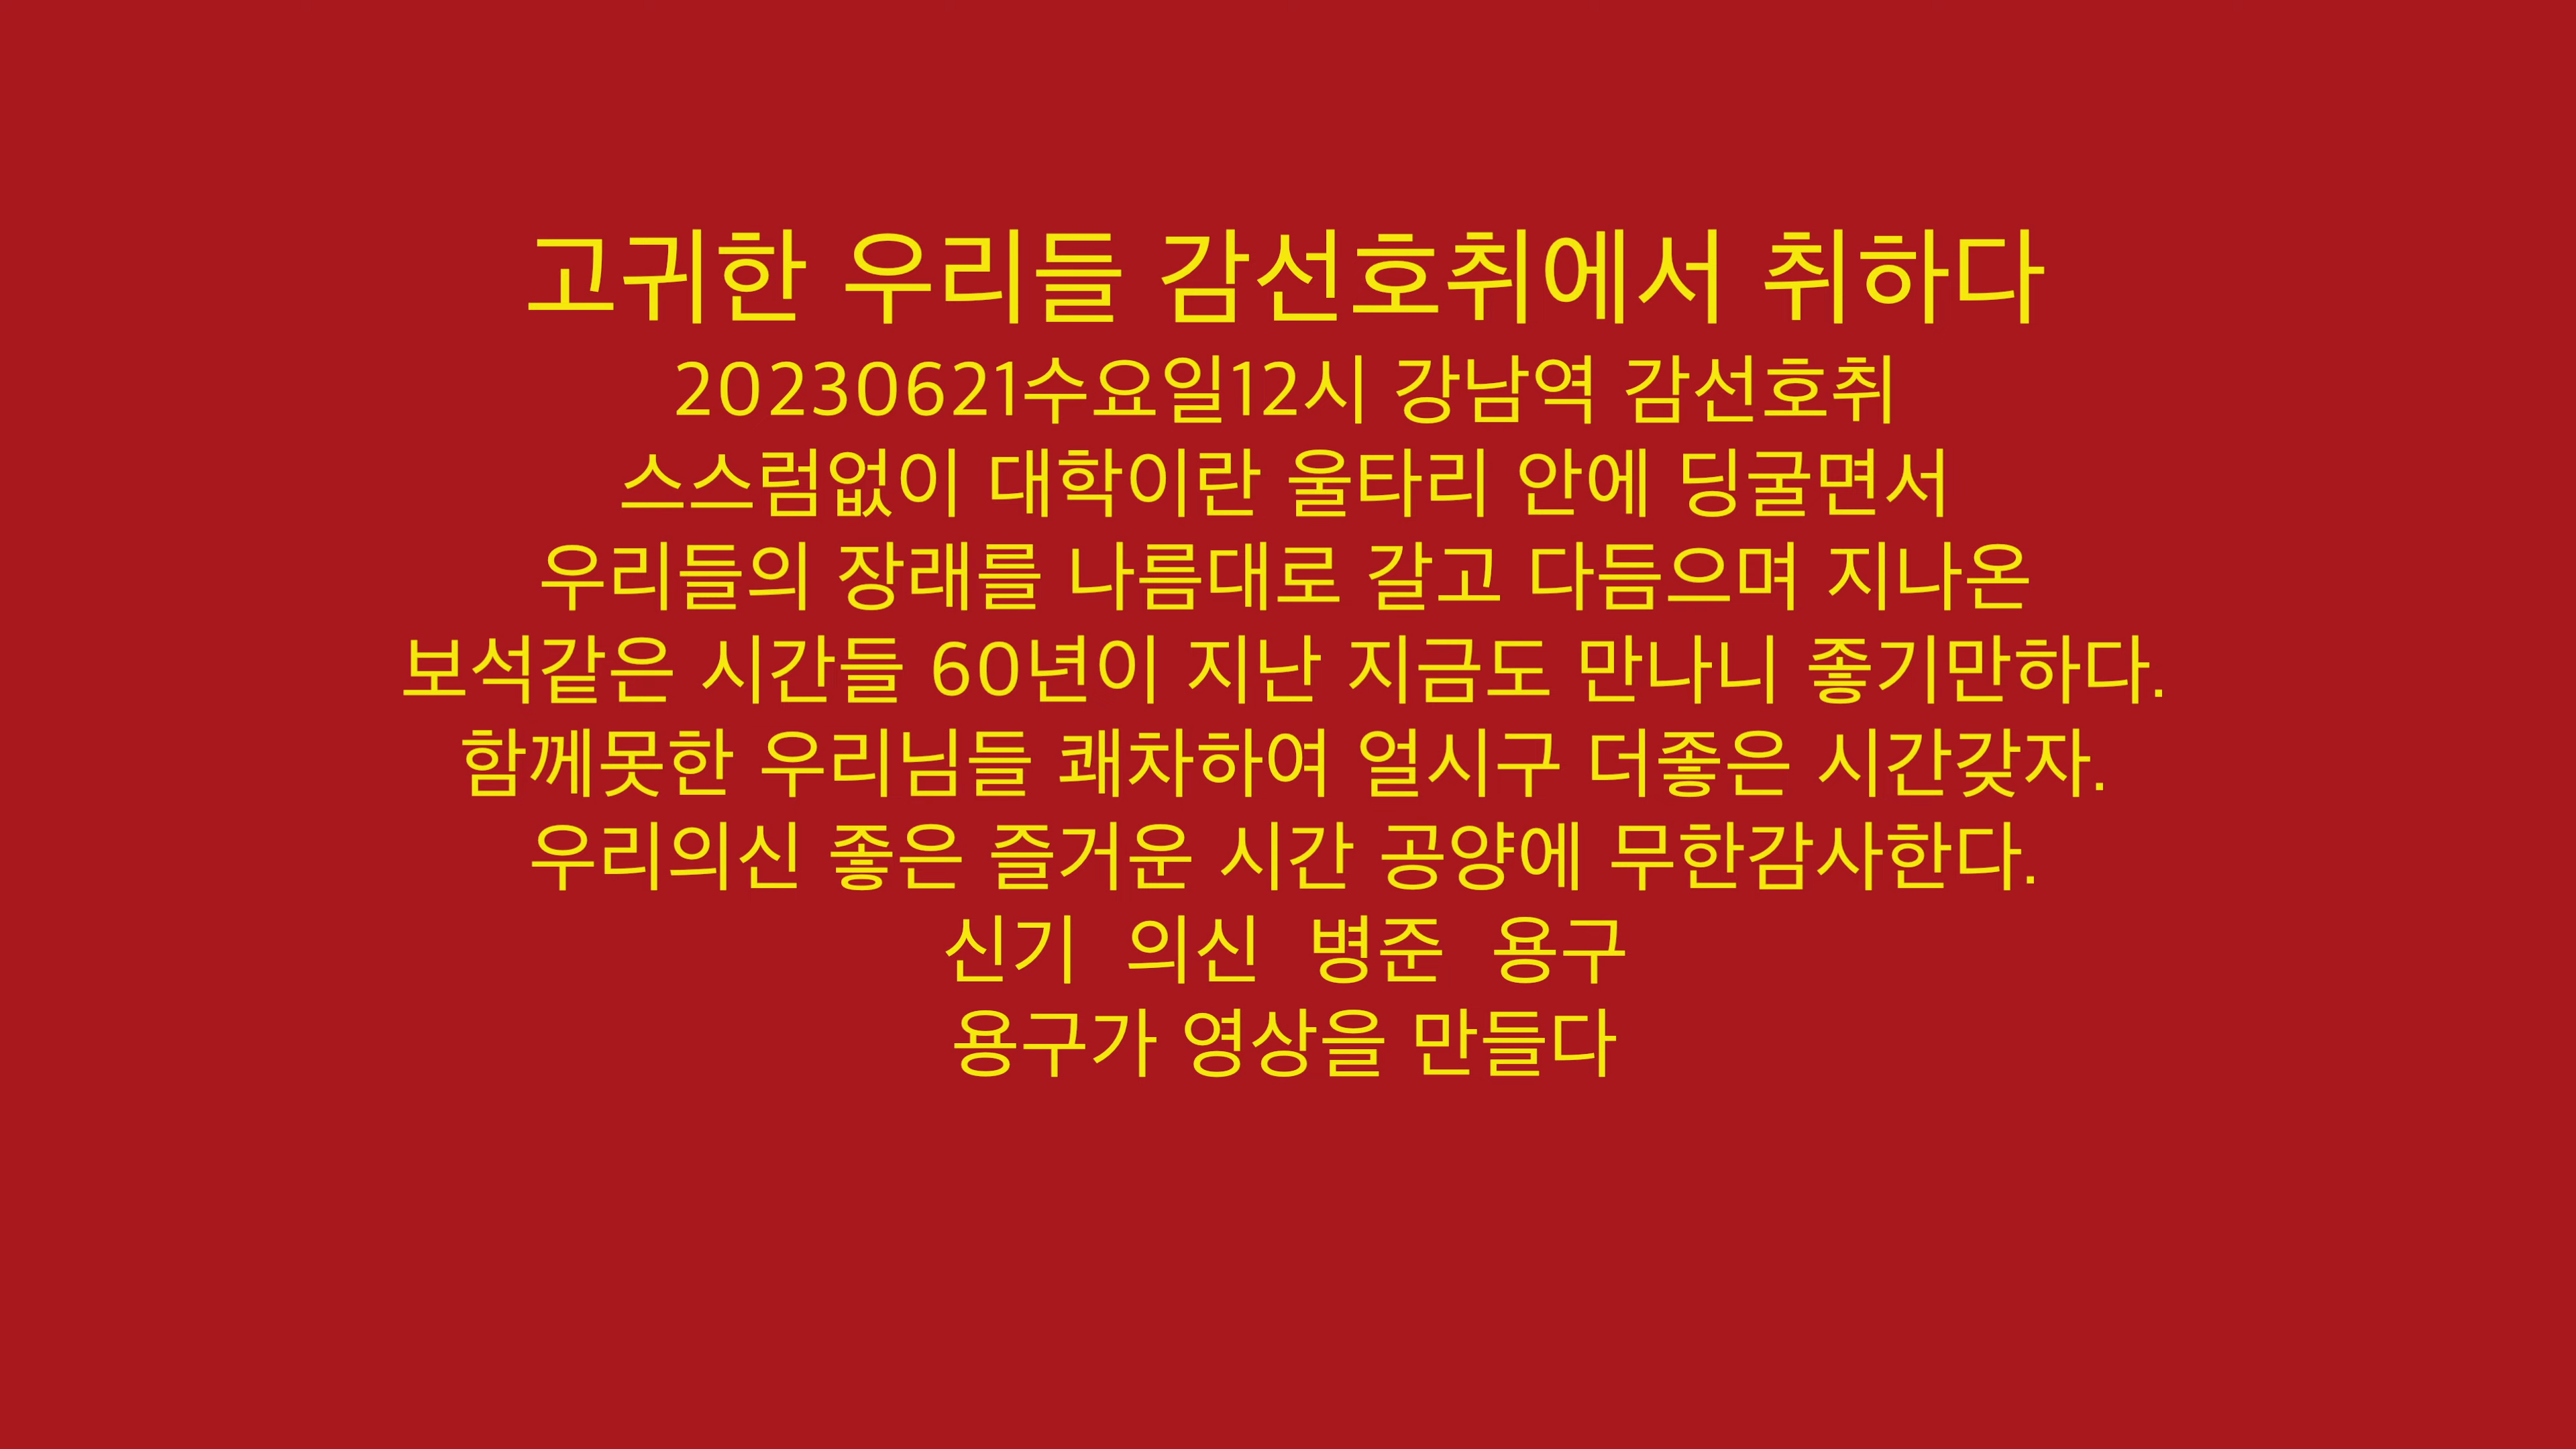 고귀한 우리들 감선호취에서 취하다
20230621수요일12시 강남역 감선호취
스스럼없이 대학이란 울타리 안에 딩굴면서
우리들의 장래를 나름대로 갈고 다듬으며 지나온
보석같은 시간들 60년이 지난 지금도 만나니 좋기만하다.
함께못한 우리님들 쾌차하여 얼시구 더좋은 시간갖자.
우리의신 좋은 즐거운 시간 공양에 무한감사한다.
신기 의신 병준 용구
용구가 영상을 만들다